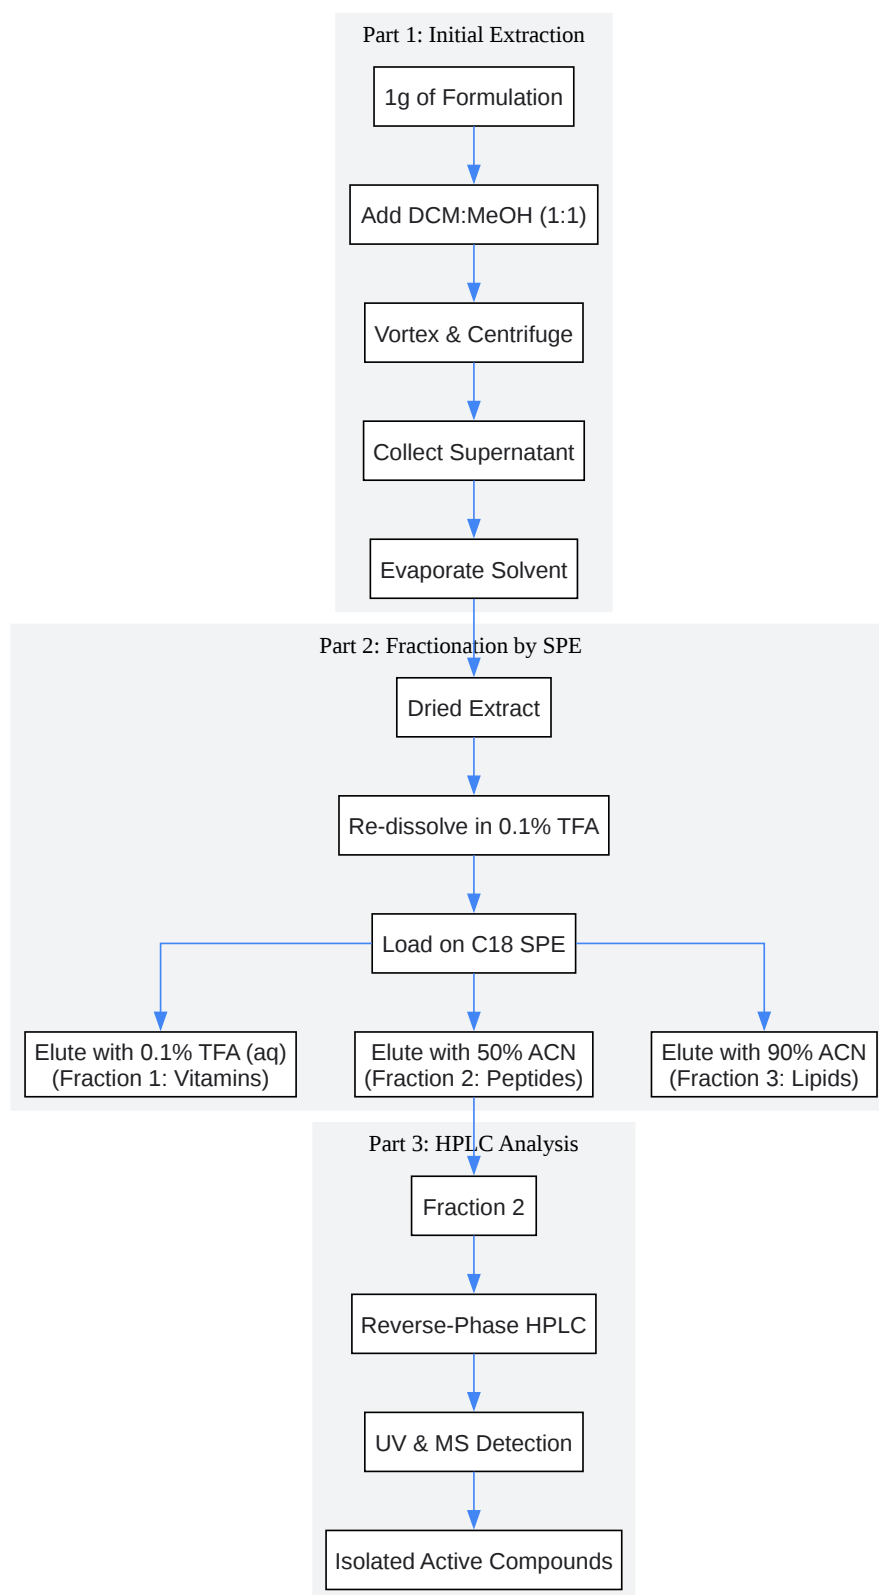 Part 1: Initial Extraction
1g of Formulation
Add DCM:MeOH (1:1)
Vortex & Centrifuge
Collect Supernatant
Evaporate Solvent
Part 2: Fractionation by SPE
Dried Extract
Re-dissolve in 0.1% TFA
Load on C18 SPE
Elute with 0.1% TFA (aq)
(Fraction 1: Vitamins)
Elute with 50% ACN
(Fraction 2: Peptides)
Elute with 90% ACN
(Fraction 3: Lipids)
Part 3: HPLC Analysis
Fraction 2
Reverse-Phase HPLC
UV & MS Detection
Isolated Active Compounds